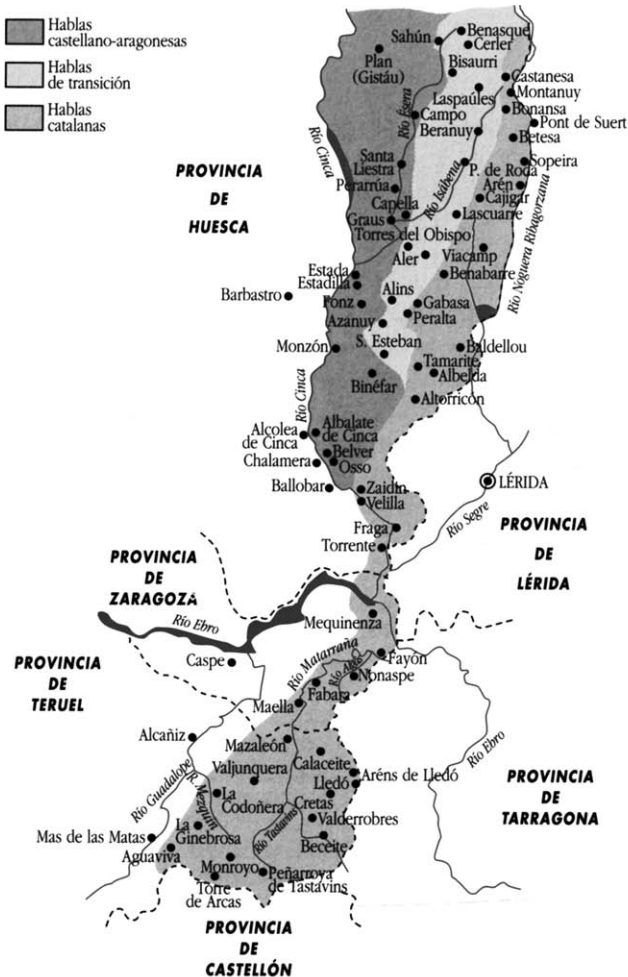 Hablas
castellano-aragonesas
Hablas
de transición
Hablas
catalanas
Sahún
Benasque
Cerler
Plan
(Gistáu)
Bisaurri
Castanesa
Montanuy
Laspaúles
Bonansa
Pont de Suert
Río Ésera
Campo
Beranuy
Betesa
Río Cinca
Santa
Liestra
Sopeira
P. de Roda
PROVINCIA
DE
HUESCA
Perarrúa
Río Isábena
Arén
Cajigar
Capella
Graus
Lascuarre
Torres del Obispo
Río Noguera Ribagorzana
Aler
Viacamp
Estada
Estadilla
Benabarre
Barbastro
Alins
Fonz
Gabasa
Azanuy
Peralta
Monzón
S. Esteban
Baldellou
Tamarite
Binéfar
Albelda
Río Cinca
Altorricón
Alcolea
de Cinca
Albalate
de Cinca
Belver
Chalamera
Osso
Ballobar
Zaidín
Velilla
LÉRIDA
Río Segre
Fraga
Torrente
PROVINCIA
DE
LÉRIDA
PROVINCIA
DE
ZARAGOZA
Río Ebro
Mequinenza
Río Matarraña
Fayón
Caspe
Río Algás
Nonaspe
PROVINCIA
DE
TERUEL
Fabara
Maella
Alcañiz
Mazaleón
Río Ebro
Calaceite
Valjunquera
Aréns de Lledó
Lledó
Río Guadalope
R. Mezquín
La
Codoñera
Cretas
PROVINCIA
DE
TARRAGONA
Valderrobres
La
Ginebrosa
Río Tastavins
Mas de las Matas
Beceite
Aguaviva
Monroyo
Peñarroya
de Tastavins
Torre
de Arcas
PROVINCIA
DE
CASTELLÓN